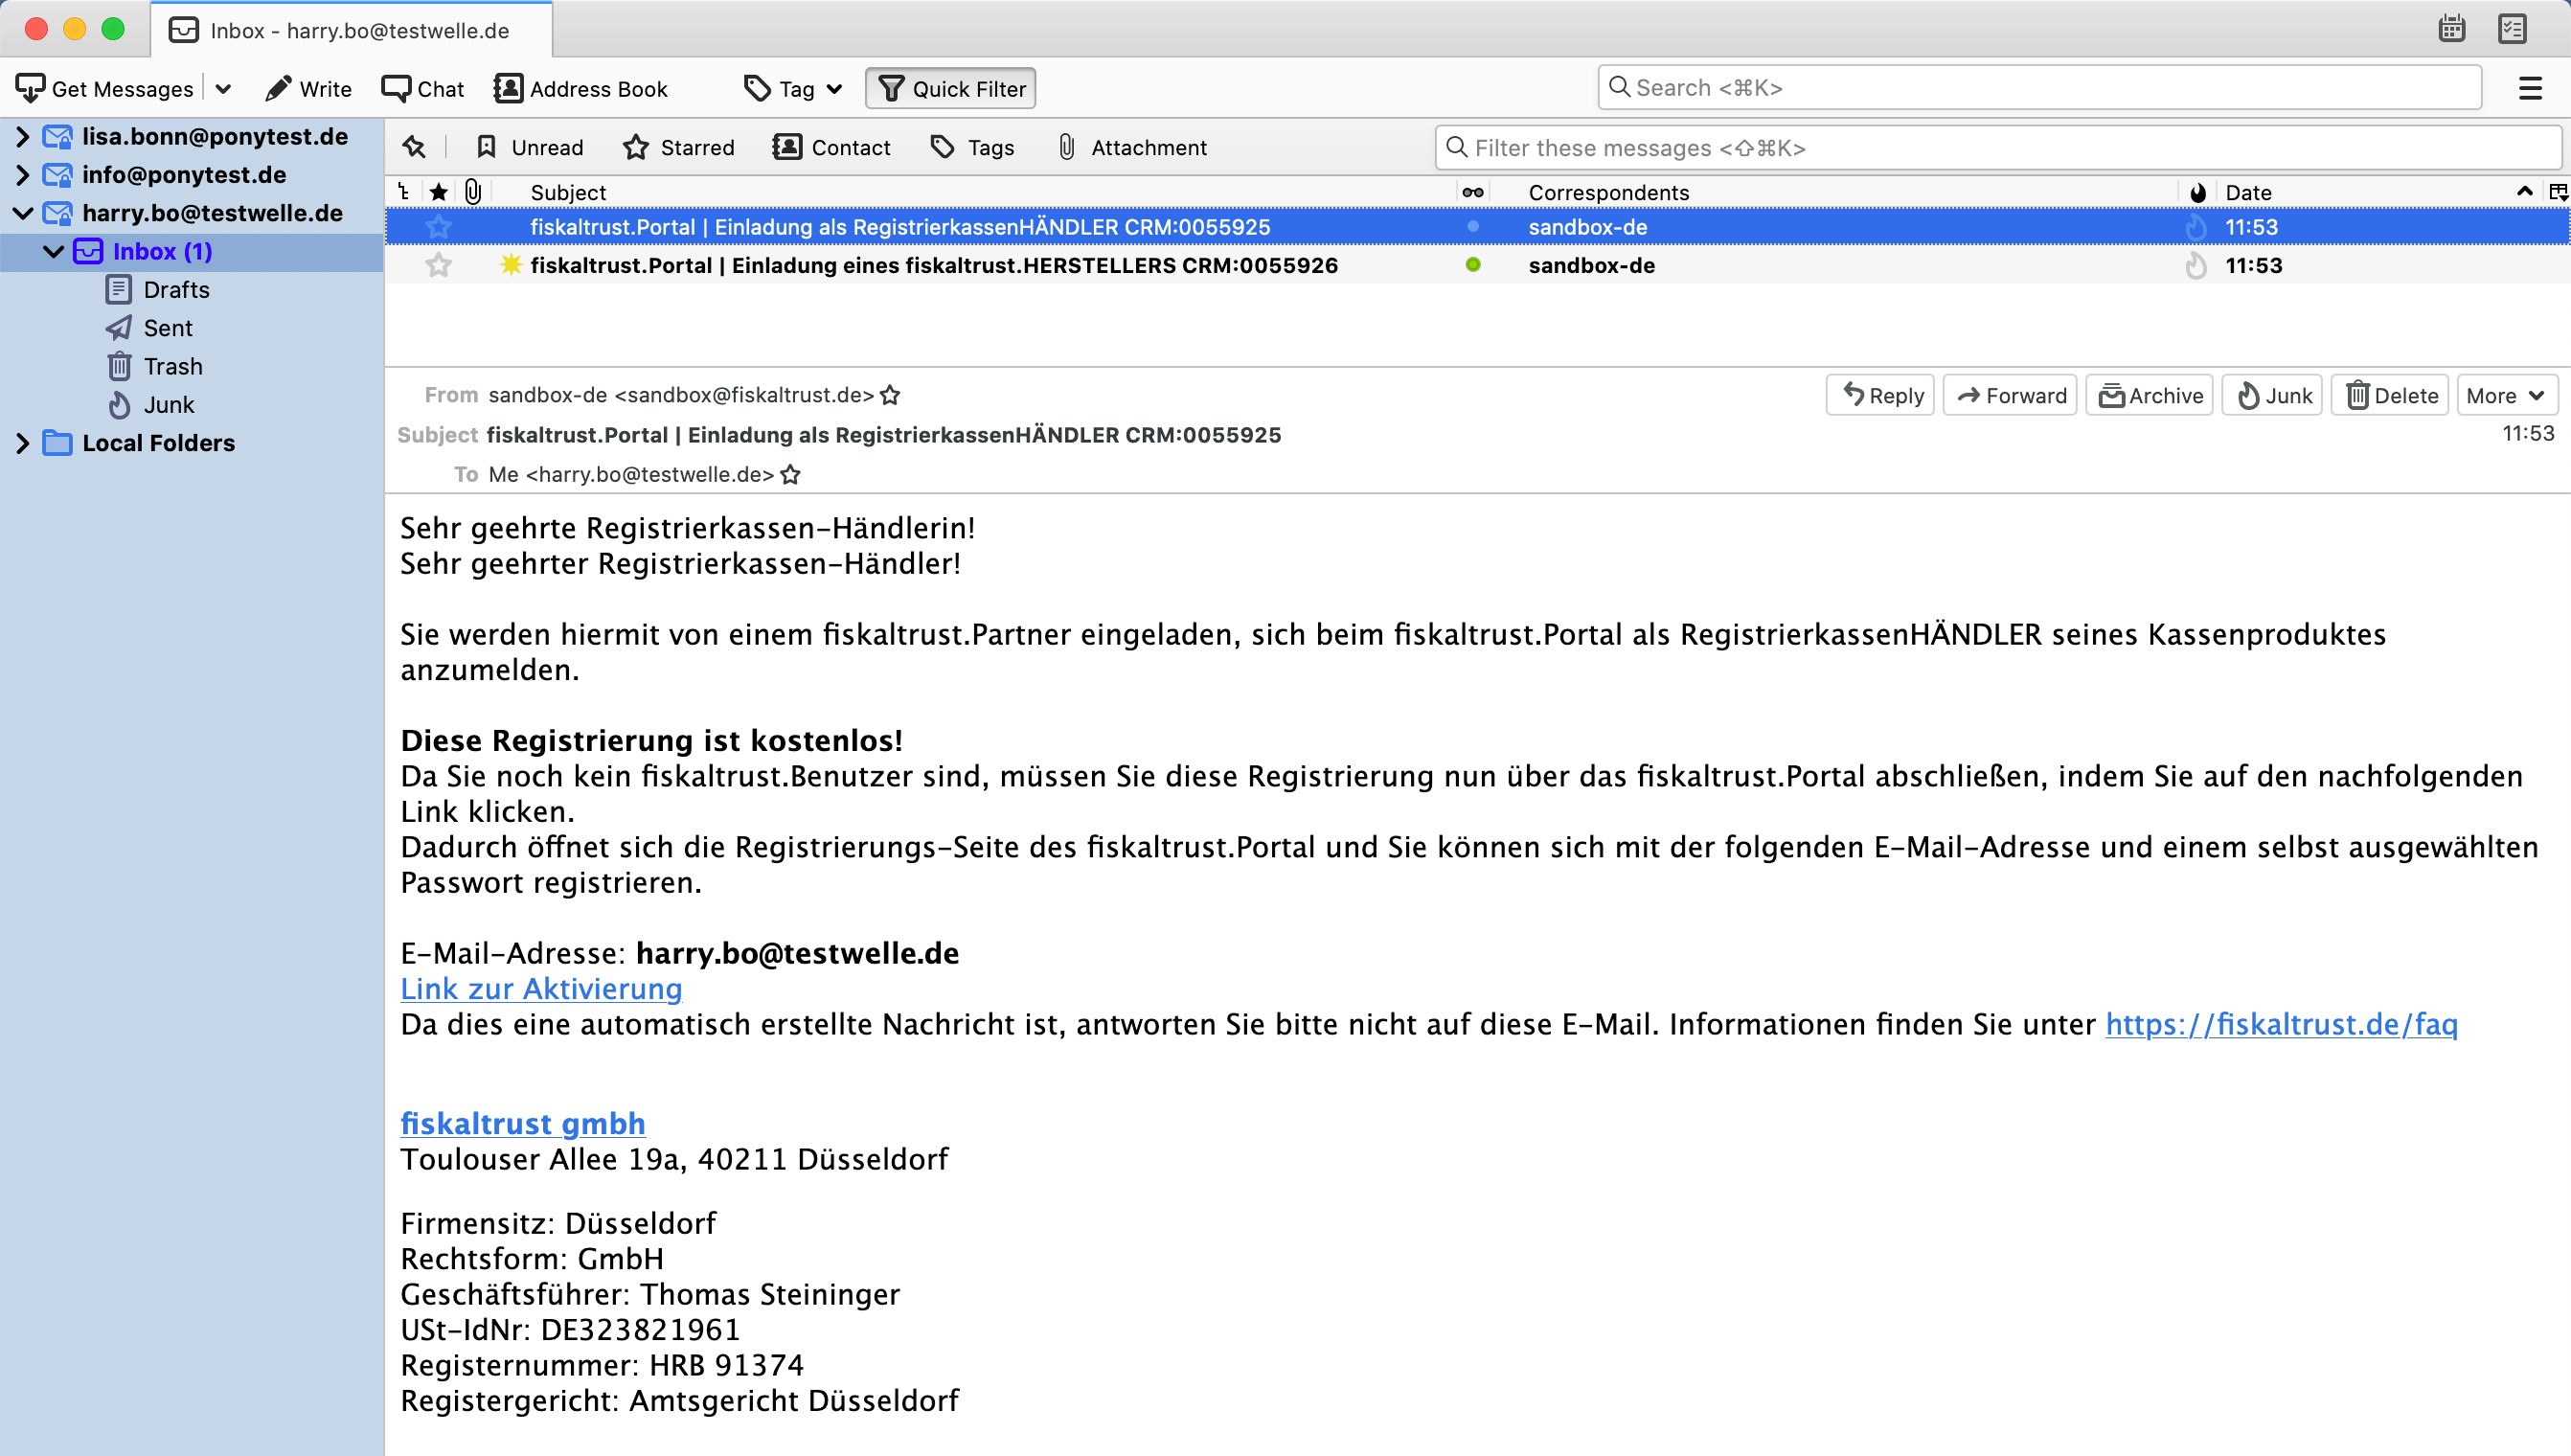 Inbox - harry.bo@testwelle.de
Get Messages Write Chat Address Book Tag Quick Filter Search <⌘K>
lisa.bonn@ponytest.de
info@ponytest.de
harry.bo@testwelle.de
Inbox (1)
Drafts
Sent
Trash
Junk
Local Folders
Unread Starred Contact Tags Attachment Filter these messages <⇧⌘K>
Subject Correspondents Date
fiskaltrust.Portal | Einladung als RegistrierkassenHÄNDLER CRM:0055925 sandbox-de 11:53
fiskaltrust.Portal | Einladung eines fiskaltrust.HERSTELLERS CRM:0055926 sandbox-de 11:53
From sandbox-de <sandbox@fiskaltrust.de> Reply Forward Archive Junk Delete More
Subject fiskaltrust.Portal | Einladung als RegistrierkassenHÄNDLER CRM:0055925 11:53
To Me <harry.bo@testwelle.de>
Sehr geehrte Registrierkassen-Händlerin!
Sehr geehrter Registrierkassen-Händler!
Sie werden hiermit von einem fiskaltrust.Partner eingeladen, sich beim fiskaltrust.Portal als RegistrierkassenHÄNDLER seines Kassenproduktes
anzumelden.
Diese Registrierung ist kostenlos!
Da Sie noch kein fiskaltrust.Benutzer sind, müssen Sie diese Registrierung nun über das fiskaltrust.Portal abschließen, indem Sie auf den nachfolgenden
Link klicken.
Dadurch öffnet sich die Registrierungs-Seite des fiskaltrust.Portal und Sie können sich mit der folgenden E-Mail-Adresse und einem selbst ausgewählten
Passwort registrieren.
E-Mail-Adresse: harry.bo@testwelle.de
Link zur Aktivierung
Da dies eine automatisch erstellte Nachricht ist, antworten Sie bitte nicht auf diese E-Mail. Informationen finden Sie unter https://fiskaltrust.de/faq
fiskaltrust gmbh
Toulouser Allee 19a, 40211 Düsseldorf
Firmensitz: Düsseldorf
Rechtsform: GmbH
Geschäftsführer: Thomas Steininger
USt-IdNr: DE323821961
Registernummer: HRB 91374
Registergericht: Amtsgericht Düsseldorf